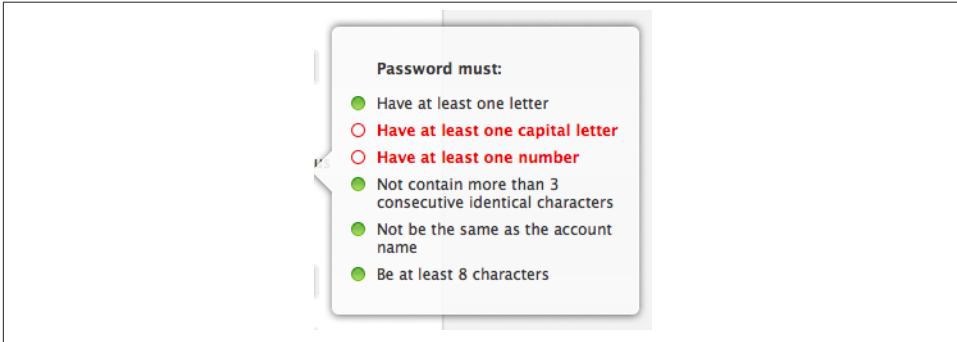 Password must:
Have at least one letter
Have at least one capital letter
Have at least one number
Not contain more than 3
consecutive identical characters
Not be the same as the account
name
Be at least 8 characters